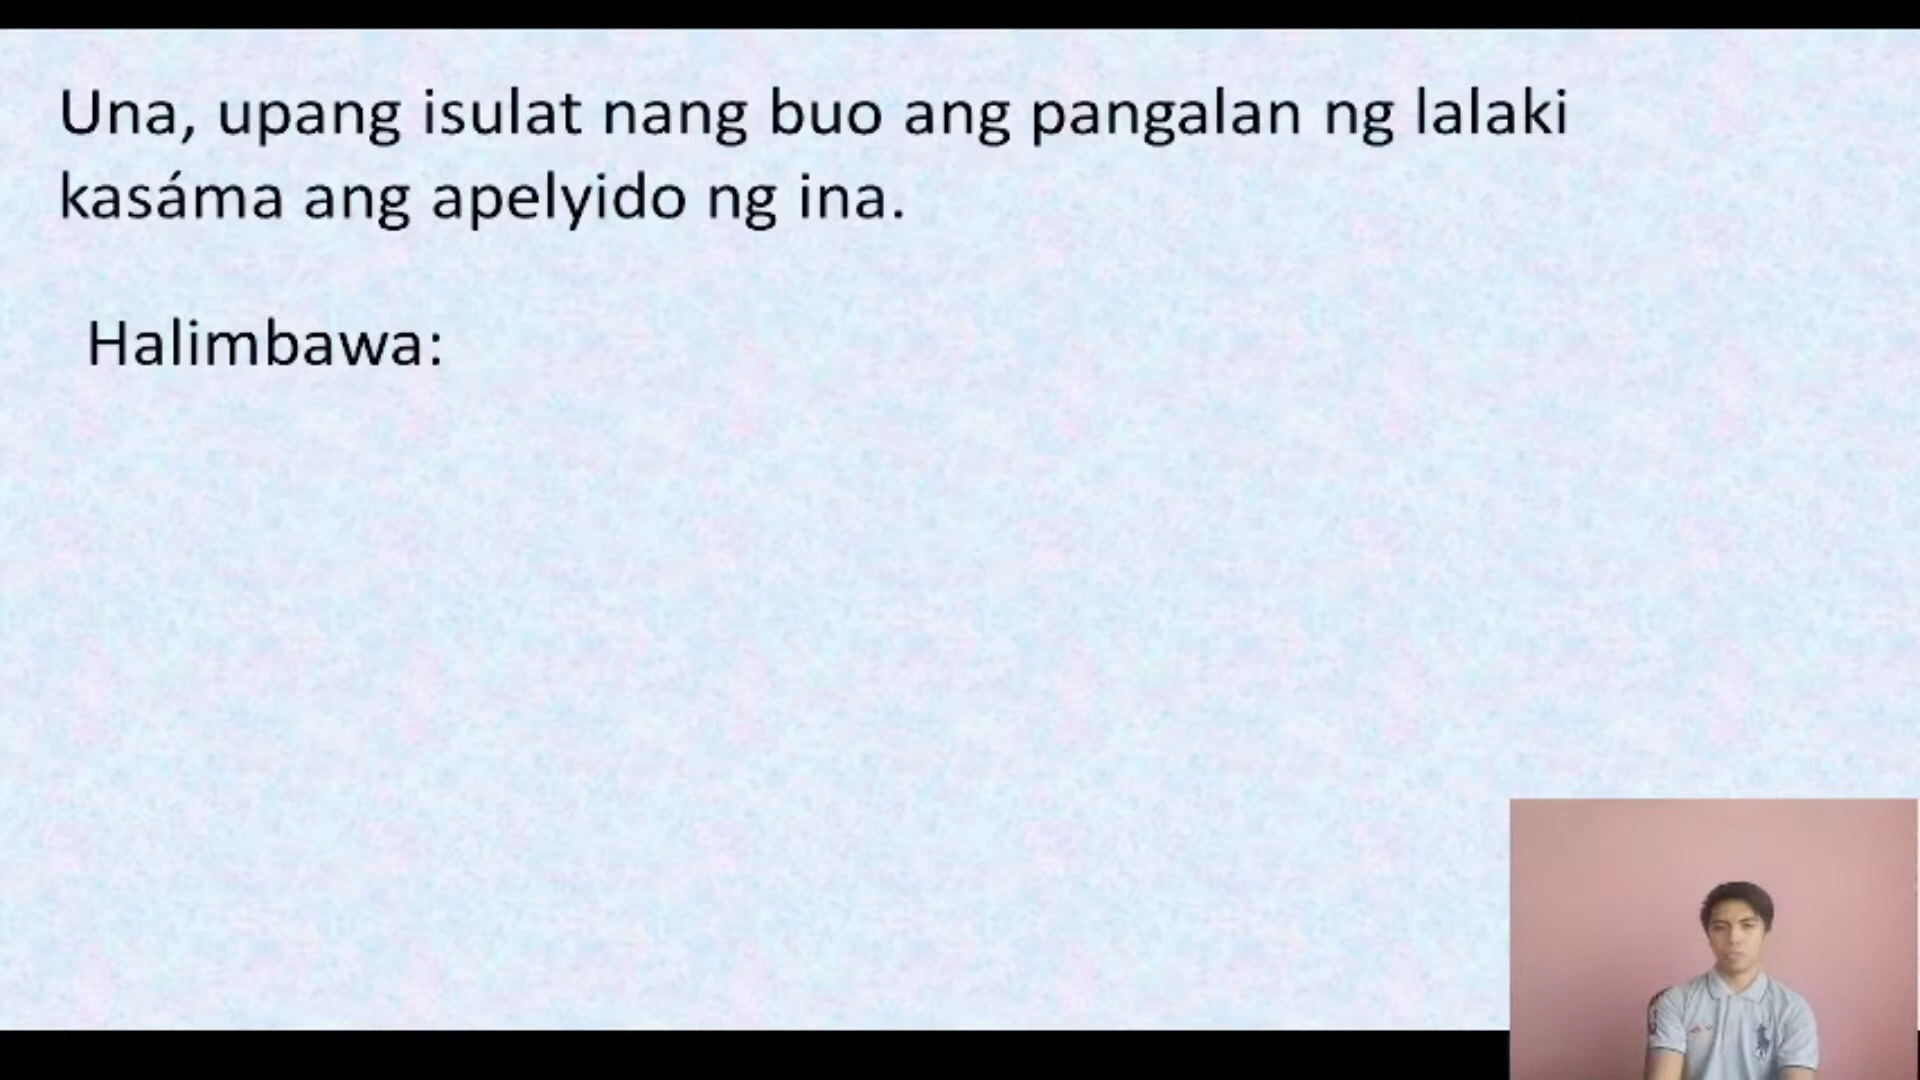 Una, upang isulat nang buo ang pangalan ng lalaki
kasáma ang apelyido ng ina.
Halimbawa: